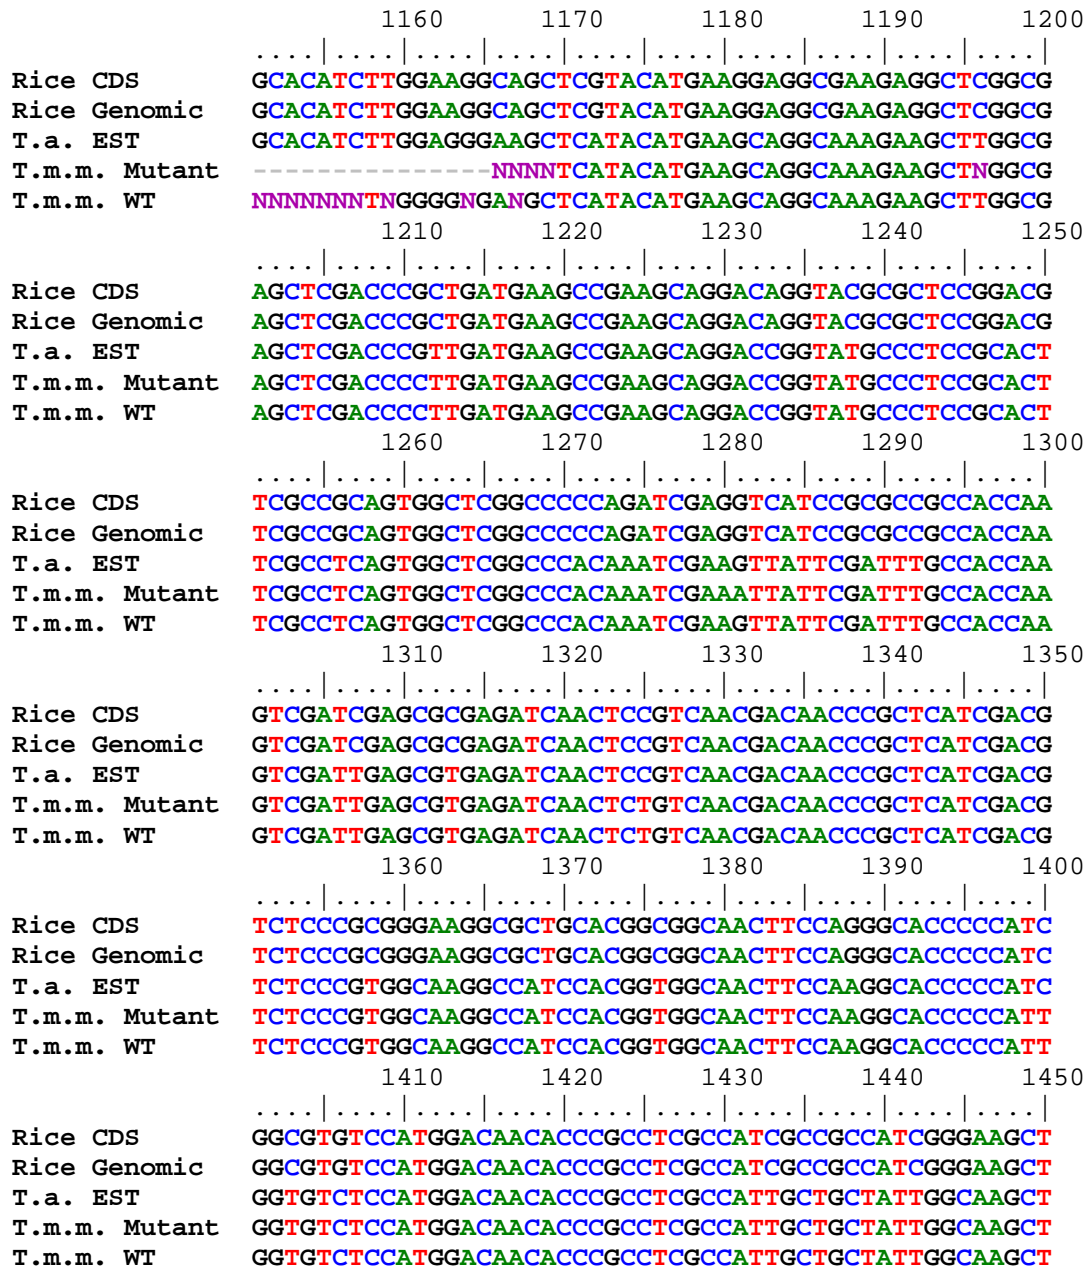 1160 1170 1180 1190 1200
....|....|....|....|....|....|....|....|....|....|
Rice CDS GCACATCTTGGAAGGCAGCTCGTACATGAAGGAGGCGAAGAGGCTCGGCG
Rice Genomic GCACATCTTGGAAGGCAGCTCGTACATGAAGGAGGCGAAGAGGCTCGGCG
T.a. EST GCACATCTTGGAGGGAAGCTCATACATGAAGCAGGCAAAGAAGCTTGGCG
T.m.m. Mutant ---------------NNNNTCATACATGAAGCAGGCAAAGAAGCTNGGCG
T.m.m. WT NNNNNNNTNGGGGNGANGCTCATACATGAAGCAGGCAAAGAAGCTTGGCG
1210 1220 1230 1240 1250
....|....|....|....|....|....|....|....|....|....|
Rice CDS AGCTCGACCCGCTGATGAAGCCGAAGCAGGACAGGTACGCGCTCCGGACG
Rice Genomic AGCTCGACCCGCTGATGAAGCCGAAGCAGGACAGGTACGCGCTCCGGACG
T.a. EST AGCTCGACCCGTTGATGAAGCCGAAGCAGGACCGGTATGCCCTCCGCACT
T.m.m. Mutant AGCTCGACCCCTTGATGAAGCCGAAGCAGGACCGGTATGCCCTCCGCACT
T.m.m. WT AGCTCGACCCCTTGATGAAGCCGAAGCAGGACCGGTATGCCCTCCGCACT
1260 1270 1280 1290 1300
....|....|....|....|....|....|....|....|....|....|
Rice CDS TCGCCGCAGTGGCTCGGCCCCCAGATCGAGGTCATCCGCGCCGCCACCAA
Rice Genomic TCGCCGCAGTGGCTCGGCCCCCAGATCGAGGTCATCCGCGCCGCCACCAA
T.a. EST TCGCCTCAGTGGCTCGGCCCACAAATCGAAGTTATTCGATTTGCCACCAA
T.m.m. Mutant TCGCCTCAGTGGCTCGGCCCACAAATCGAAATTATTCGATTTGCCACCAA
T.m.m. WT TCGCCTCAGTGGCTCGGCCCACAAATCGAAGTTATTCGATTTGCCACCAA
1310 1320 1330 1340 1350
....|....|....|....|....|....|....|....|....|....|
Rice CDS GTCGATCGAGCGCGAGATCAACTCCGTCAACGACAACCCGCTCATCGACG
Rice Genomic GTCGATCGAGCGCGAGATCAACTCCGTCAACGACAACCCGCTCATCGACG
T.a. EST GTCGATTGAGCGTGAGATCAACTCCGTCAACGACAACCCGCTCATCGACG
T.m.m. Mutant GTCGATTGAGCGTGAGATCAACTCTGTCAACGACAACCCGCTCATCGACG
T.m.m. WT GTCGATTGAGCGTGAGATCAACTCTGTCAACGACAACCCGCTCATCGACG
1360 1370 1380 1390 1400
....|....|....|....|....|....|....|....|....|....|
Rice CDS TCTCCCGCGGGAAGGCGCTGCACGGCGGCAACTTCCAGGGCACCCCCATC
Rice Genomic TCTCCCGCGGGAAGGCGCTGCACGGCGGCAACTTCCAGGGCACCCCCATC
T.a. EST TCTCCCGTGGCAAGGCCATCCACGGTGGCAACTTCCAAGGCACCCCCATC
T.m.m. Mutant TCTCCCGTGGCAAGGCCATCCACGGTGGCAACTTCCAAGGCACCCCCATT
T.m.m. WT TCTCCCGTGGCAAGGCCATCCACGGTGGCAACTTCCAAGGCACCCCCATT
1410 1420 1430 1440 1450
....|....|....|....|....|....|....|....|....|....|
Rice CDS GGCGTGTCCATGGACAACACCCGCCTCGCCATCGCCGCCATCGGGAAGCT
Rice Genomic GGCGTGTCCATGGACAACACCCGCCTCGCCATCGCCGCCATCGGGAAGCT
T.a. EST GGTGTCTCCATGGACAACACCCGCCTCGCCATTGCTGCTATTGGCAAGCT
T.m.m. Mutant GGTGTCTCCATGGACAACACCCGCCTCGCCATTGCTGCTATTGGCAAGCT
T.m.m. WT GGTGTCTCCATGGACAACACCCGCCTCGCCATTGCTGCTATTGGCAAGCT